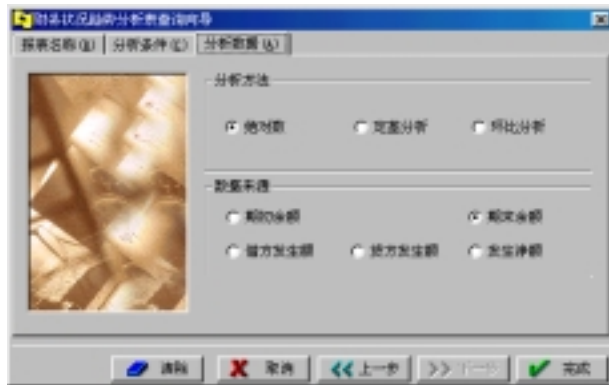 财务状况趋势分析表查询向导
报表名称(B) 分析条件(C) 分析数据(A)
分析方法
绝对数 定基分析 环比分析
数据来源
期初余额 期末余额
借方发生额 贷方发生额 发生净额
清除 取消 上一步 下一步 完成